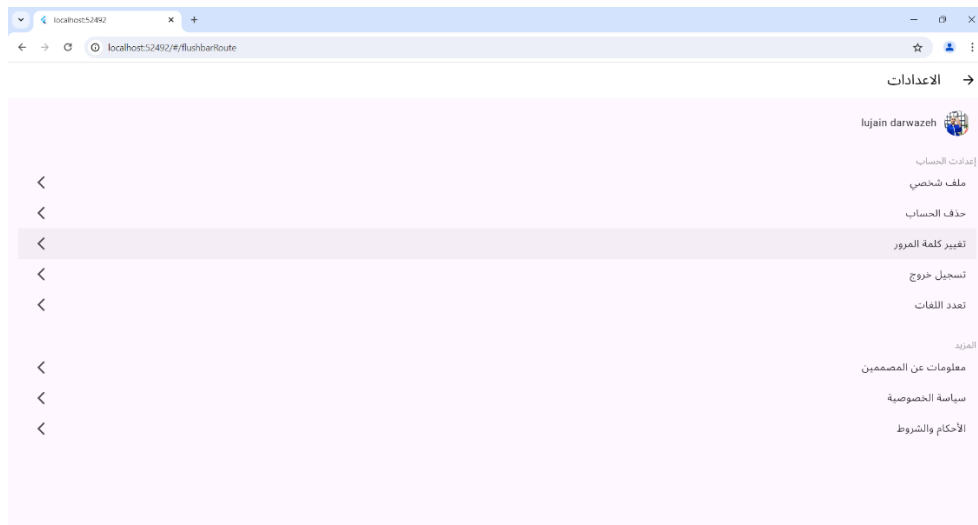 localhost:52492
localhost:52492/#/flushbarRoute
الاعدادات
lujain darwazeh
إعدادت الحساب
ملف شخصي
حذف الحساب
تغيير كلمة المرور
تسجيل خروج
تعدد اللغات
المزيد
معلومات عن المصممين
سياسة الخصوصية
الأحكام والشروط